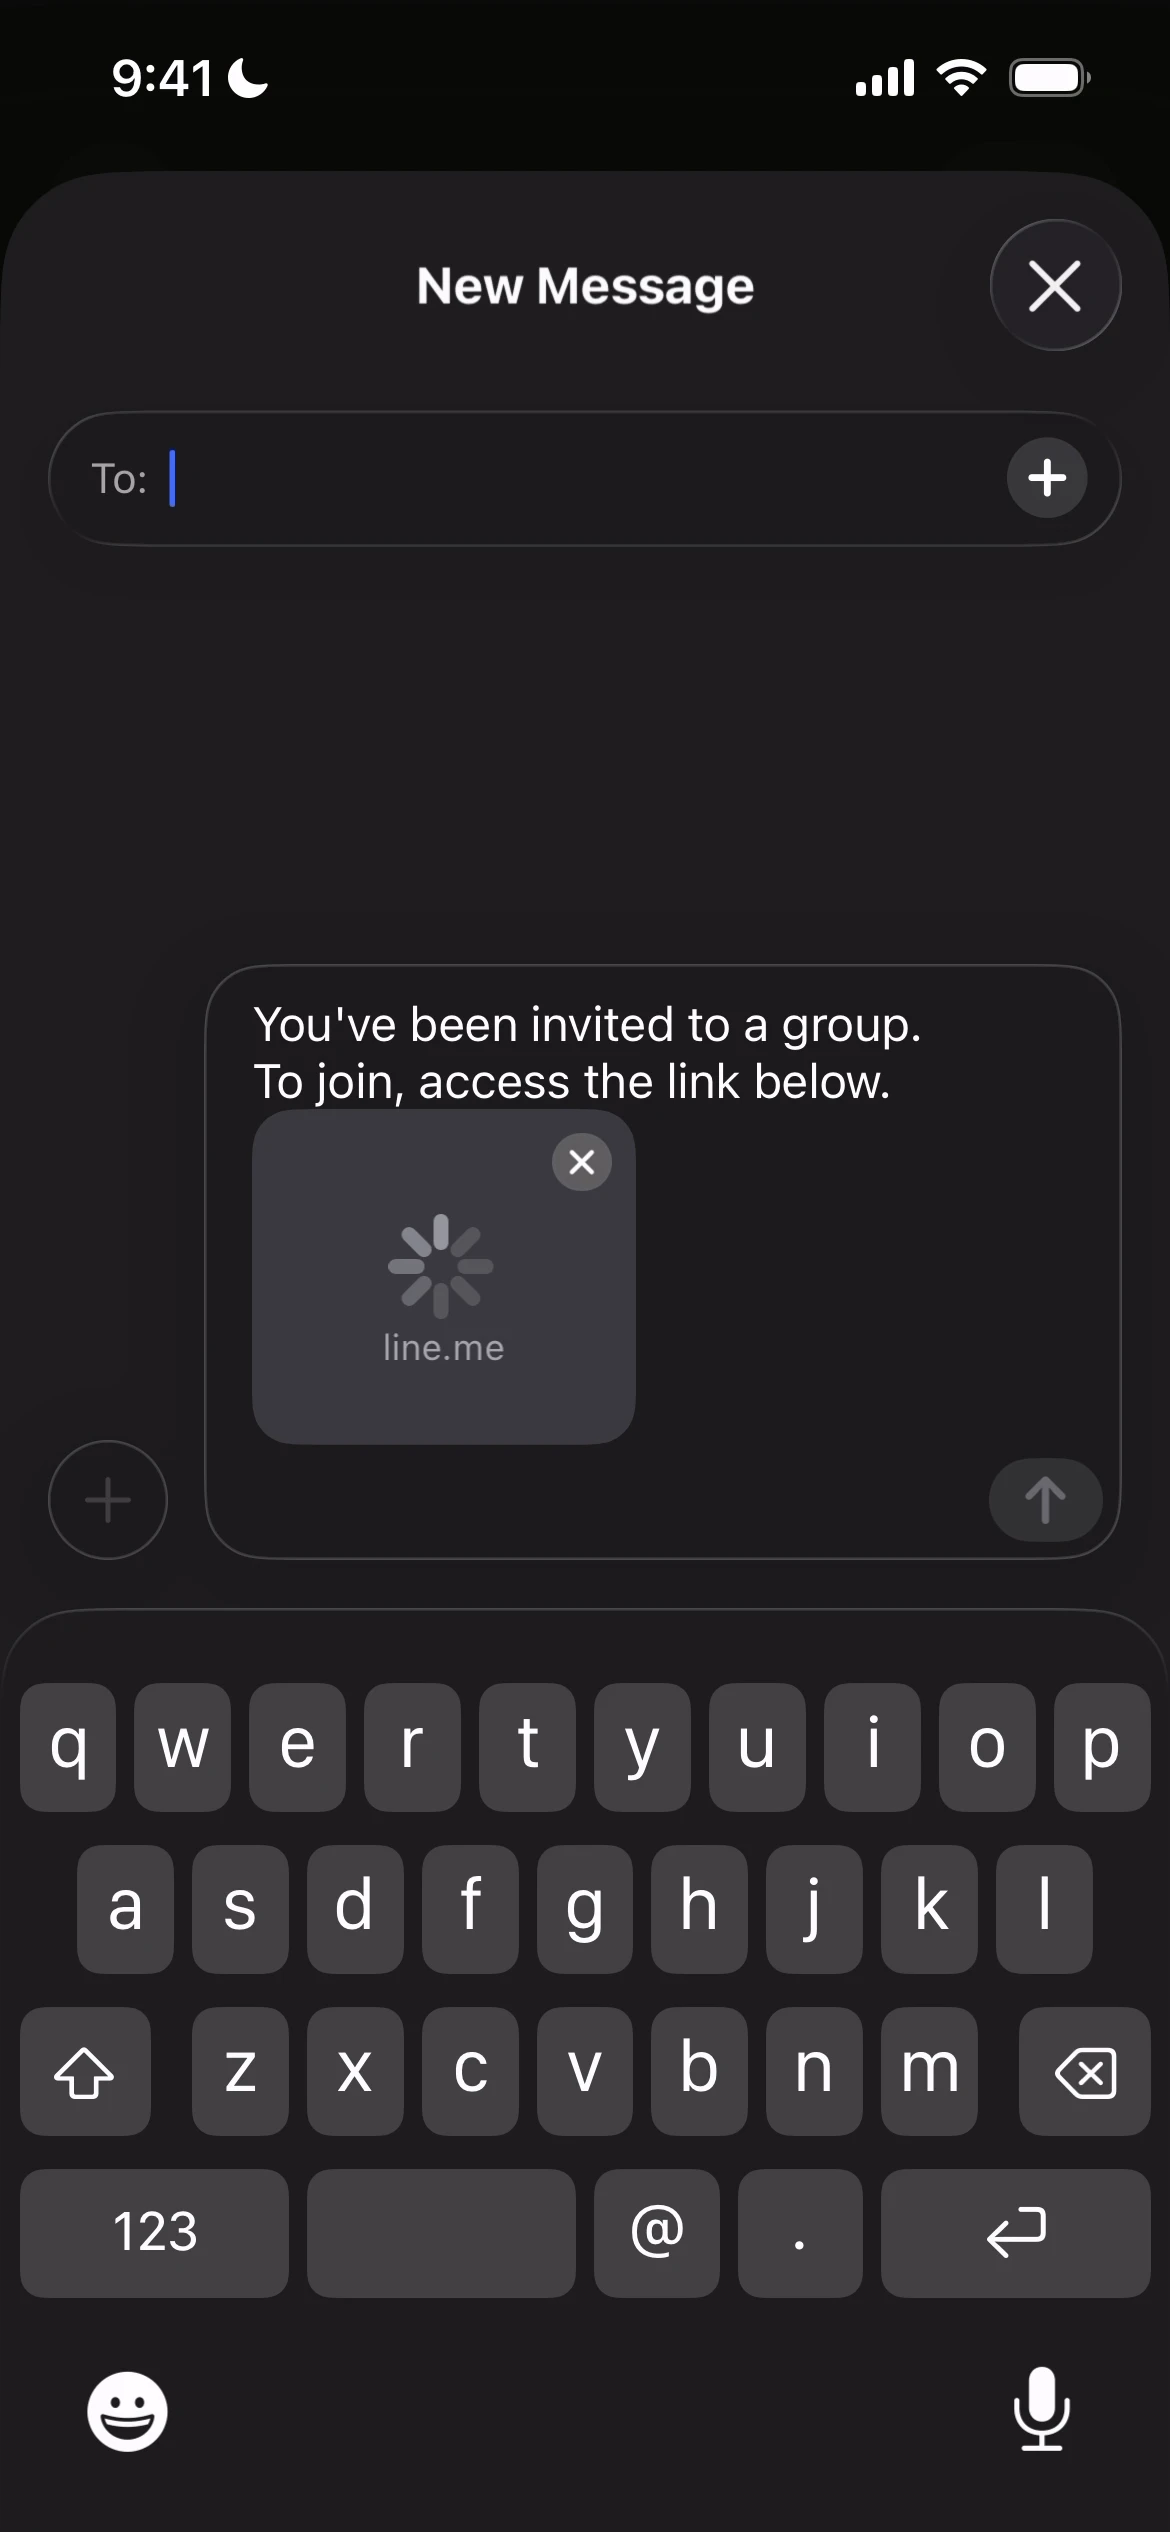 9:41
New Message
To:
You've been invited to a group.
To join, access the link below.
line.me
q w e r t y u i o p
a s d f g h j k l
z x c v b n m
123 @ .